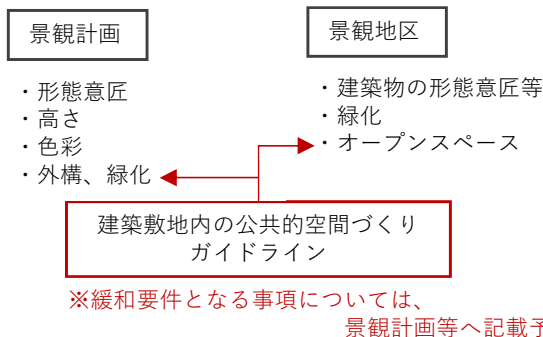 景観計画
・形態意匠
・高さ
・色彩
・外構、緑化
景観地区
・建築物の形態意匠等
・緑化
・オープンスペース
建築敷地内の公共的空間づくり
ガイドライン
※緩和要件となる事項については、
景観計画等へ記載予